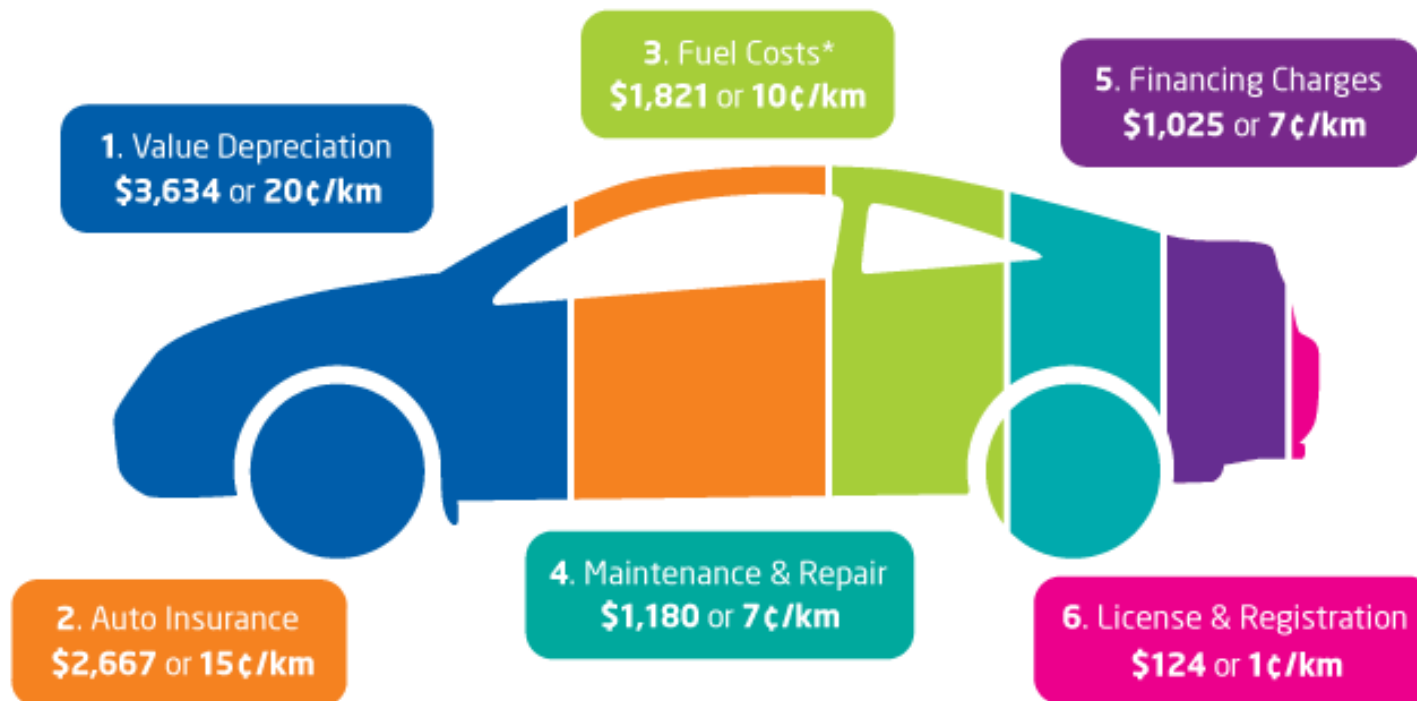 1. Value Depreciation
$3,634 or 20¢/km
2. Auto Insurance
$2,667 or 15¢/km
3. Fuel Costs*
$1,821 or 10¢/km
4. Maintenance & Repair
$1,180 or 7¢/km
5. Financing Charges
$1,025 or 7¢/km
6. License & Registration
$124 or 1¢/km